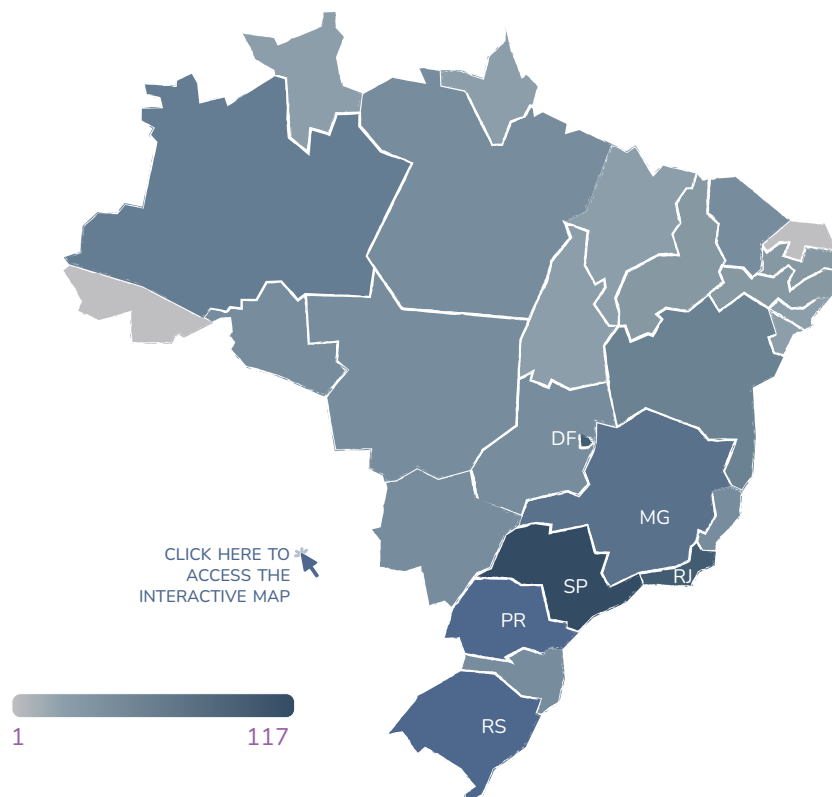 DF
MG
CLICK HERE TO
ACCESS THE
INTERACTIVE MAP
SP
RJ
PR
RS
1
117